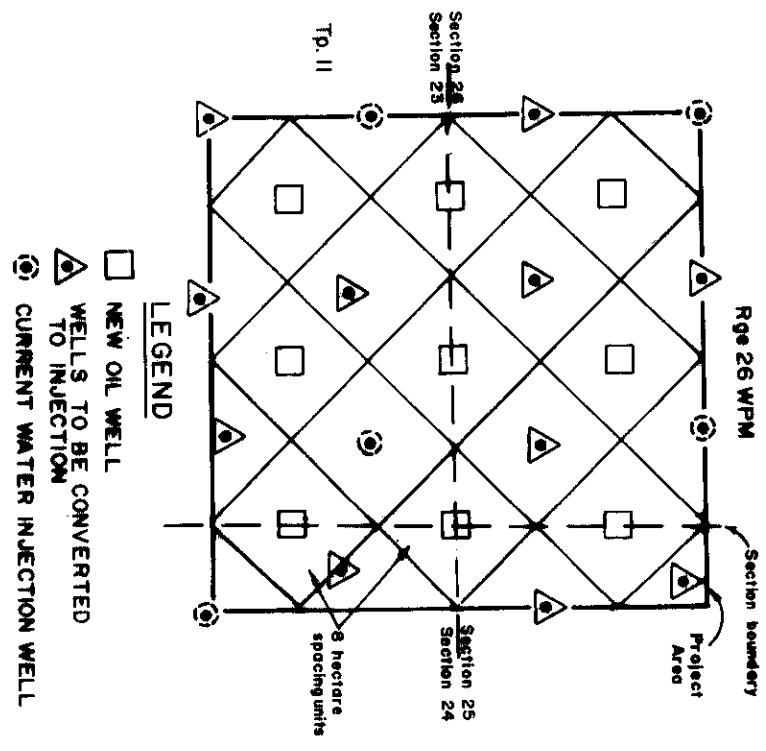 Rge 26 WPM
Tp. 11
Section 26
Section 23
Section boundary
Project
Area
Section 25
Section 24
8 hectare
spacing units
LEGEND
NEW OIL WELL
WELLS TO BE CONVERTED
TO INJECTION
CURRENT WATER INJECTION WELL